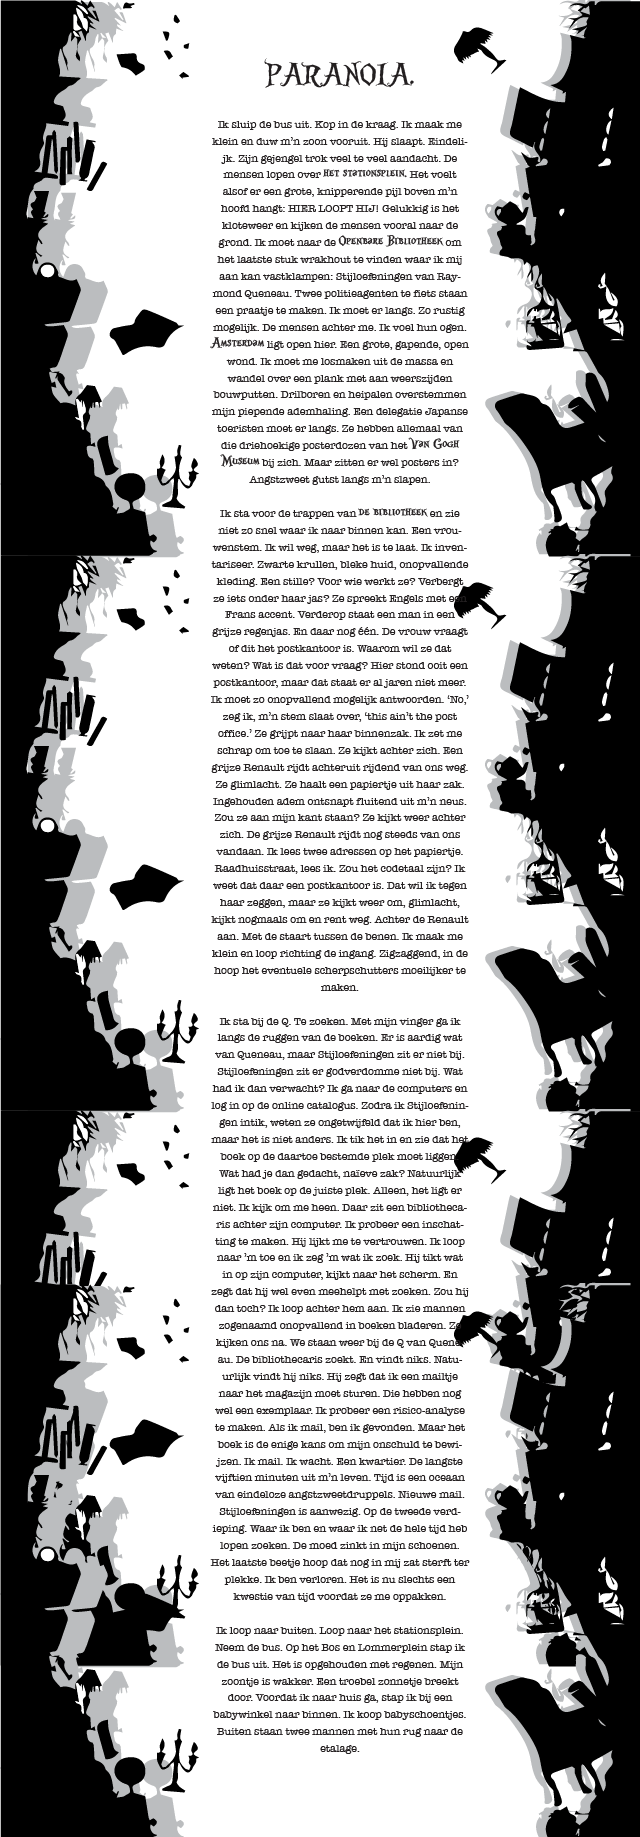 PARANOIA.
Ik sluip de bus uit. Kop in de kraag. Ik maak me
klein en duw m'n zoon vooruit. Hij slaapt. Eindeli-
jk. Zijn gejengel trok veel te veel aandacht. De
mensen lopen over het stationsplein. Het voelt
alsof er een grote, knipperende pijl boven m'n
hoofd hangt: HIER LOOPT HIJ! Gelukkig is het
kloteweer en kijken de mensen vooral naar de
grond. Ik moet naar de Openbare Bibliotheek om
het laatste stuk wrakhout te vinden waar ik mij
aan kan vastklampen: Stijloefeningen van Ray-
mond Queneau. Twee politieagenten te fiets staan
een praatje te maken. Ik moet er langs. Zo rustig
mogelijk. De mensen achter me. Ik voel hun ogen.
Amsterdam ligt open hier. Een grote, gapende, open
wond. Ik moet me losmaken uit de massa en
wandel over een plank met aan weerszijden
bouwputten. Drilboren en heipalen overstemmen
mijn piepende ademhaling. Een delegatie Japanse
toeristen moet er langs. Ze hebben allemaal van
die driehoekige posterdozen van het Van Gogh
Museum bij zich. Maar zitten er wel posters in?
Angstzweet gutst langs m'n slapen.
Ik sta voor de trappen van de bibliotheek en zie
niet zo snel waar ik naar binnen kan. Een vrou-
wenstem. Ik wil weg, maar het is te laat. Ik inven-
tariseer. Zwarte krullen, bleke huid, onopvallende
kleding. Een stille? Voor wie werkt ze? Verbergt
ze iets onder haar jas? Ze spreekt Engels met een
Frans accent. Verderop staat een man in een
grijze regenjas. En daar nog één. De vrouw vraagt
of dit het postkantoor is. Waarom wil ze dat
weten? Wat is dat voor vraag? Hier stond ooit een
postkantoor, maar dat staat er al jaren niet meer.
Ik moet zo onopvallend mogelijk antwoorden. 'No,'
zeg ik, m'n stem slaat over, 'this ain't the post
office.' Ze grijpt naar haar binnenzak. Ik zet me
schrap om toe te slaan. Ze kijkt achter zich. Een
grijze Renault rijdt achteruit rijdend van ons weg.
Ze glimlacht. Ze haalt een papiertje uit haar zak.
Ingehouden adem ontsnapt fluitend uit m'n neus.
Zou ze aan mijn kant staan? Ze kijkt weer achter
zich. De grijze Renault rijdt nog steeds van ons
vandaan. Ik lees twee adressen op het papiertje.
Raadhuisstraat, lees ik. Zou het codetaal zijn? Ik
weet dat daar een postkantoor is. Dat wil ik tegen
haar zeggen, maar ze kijkt weer om, glimlacht,
kijkt nogmaals om en rent weg. Achter de Renault
aan. Met de staart tussen de benen. Ik maak me
klein en loop richting de ingang. Zigzaggend, in de
hoop het eventuele scherpschutters moeilijker te
maken.
Ik sta bij de Q. Te zoeken. Met mijn vinger ga ik
langs de ruggen van de boeken. Er is aardig wat
van Queneau, maar Stijloefeningen zit er niet bij.
Stijloefeningen zit er godverdomme niet bij. Wat
had ik dan verwacht? Ik ga naar de computers en
log in op de online catalogus. Zodra ik Stijloefenin-
gen intik, weten ze ongetwijfeld dat ik hier ben,
maar het is niet anders. Ik tik het in en zie dat het
boek op de daartoe bestemde plek moet liggen.
Wat had je dan gedacht, naïeve zak? Natuurlijk
ligt het boek op de juiste plek. Alleen, het ligt er
niet. Ik kijk om me heen. Daar zit een bibliotheca-
ris achter zijn computer. Ik probeer een inschat-
ting te maken. Hij lijkt me te vertrouwen. Ik loop
naar 'm toe en ik zeg 'm wat ik zoek. Hij tikt wat
in op zijn computer, kijkt naar het scherm. En
zegt dat hij wel even meehelpt met zoeken. Zou hij
dan toch? Ik loop achter hem aan. Ik zie mannen
zogenaamd onopvallend in boeken bladeren. Ze
kijken ons na. We staan weer bij de Q van Quene-
au. De bibliothecaris zoekt. En vindt niks. Natu-
urlijk vindt hij niks. Hij zegt dat ik een mailtje
naar het magazijn moet sturen. Die hebben nog
wel een exemplaar. Ik probeer een risico-analyse
te maken. Als ik mail, ben ik gevonden. Maar het
boek is de enige kans om mijn onschuld te bewi-
jzen. Ik mail. Ik wacht. Een kwartier. De langste
vijftien minuten uit m'n leven. Tijd is een oceaan
van eindeloze angstzweetdruppels. Nieuwe mail.
Stijloefeningen is aanwezig. Op de tweede verd-
ieping. Waar ik ben en waar ik net de hele tijd heb
lopen zoeken. De moed zinkt in mijn schoenen.
Het laatste beetje hoop dat nog in mij zat sterft ter
plekke. Ik ben verloren. Het is nu slechts een
kwestie van tijd voordat ze me oppakken.
Ik loop naar buiten. Loop naar het stationsplein.
Neem de bus. Op het Bos en Lommerplein stap ik
de bus uit. Het is opgehouden met regenen. Mijn
zoontje is wakker. Een troebel zonnetje breekt
door. Voordat ik naar huis ga, stap ik bij een
babywinkel naar binnen. Ik koop babyschoentjes.
Buiten staan twee mannen met hun rug naar de
etalage.